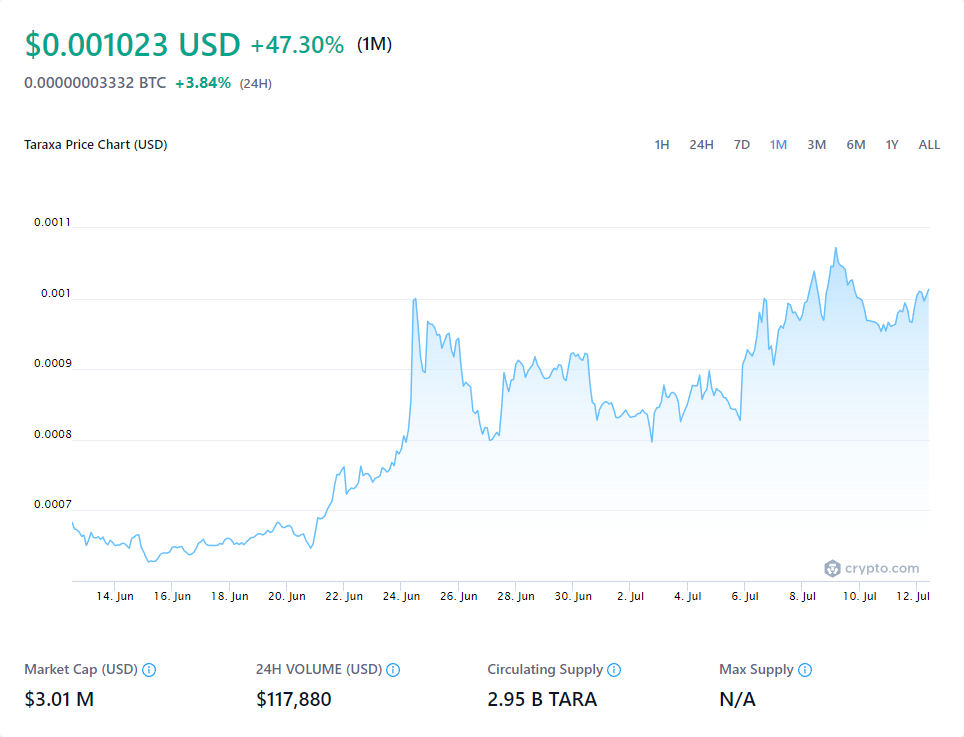 $0.001023 USD +47.30% (1M)
0.00000003332 BTC +3.84% (24H)
Taraxa Price Chart (USD) 1H 24H 7D 1M 3M 6M 1Y ALL
0.0011
0.001
0.0009
0.0008
0.0007
crypto.com
14. Jun 16. Jun 18. Jun 20. Jun 22. Jun 24. Jun 26. Jun 28. Jun 30. Jun 2. Jul 4. Jul 6. Jul 8. Jul 10. Jul 12. Jul
Market Cap (USD) 24H VOLUME (USD) Circulating Supply Max Supply
$3.01 M $117,880 2.95 B TARA N/A